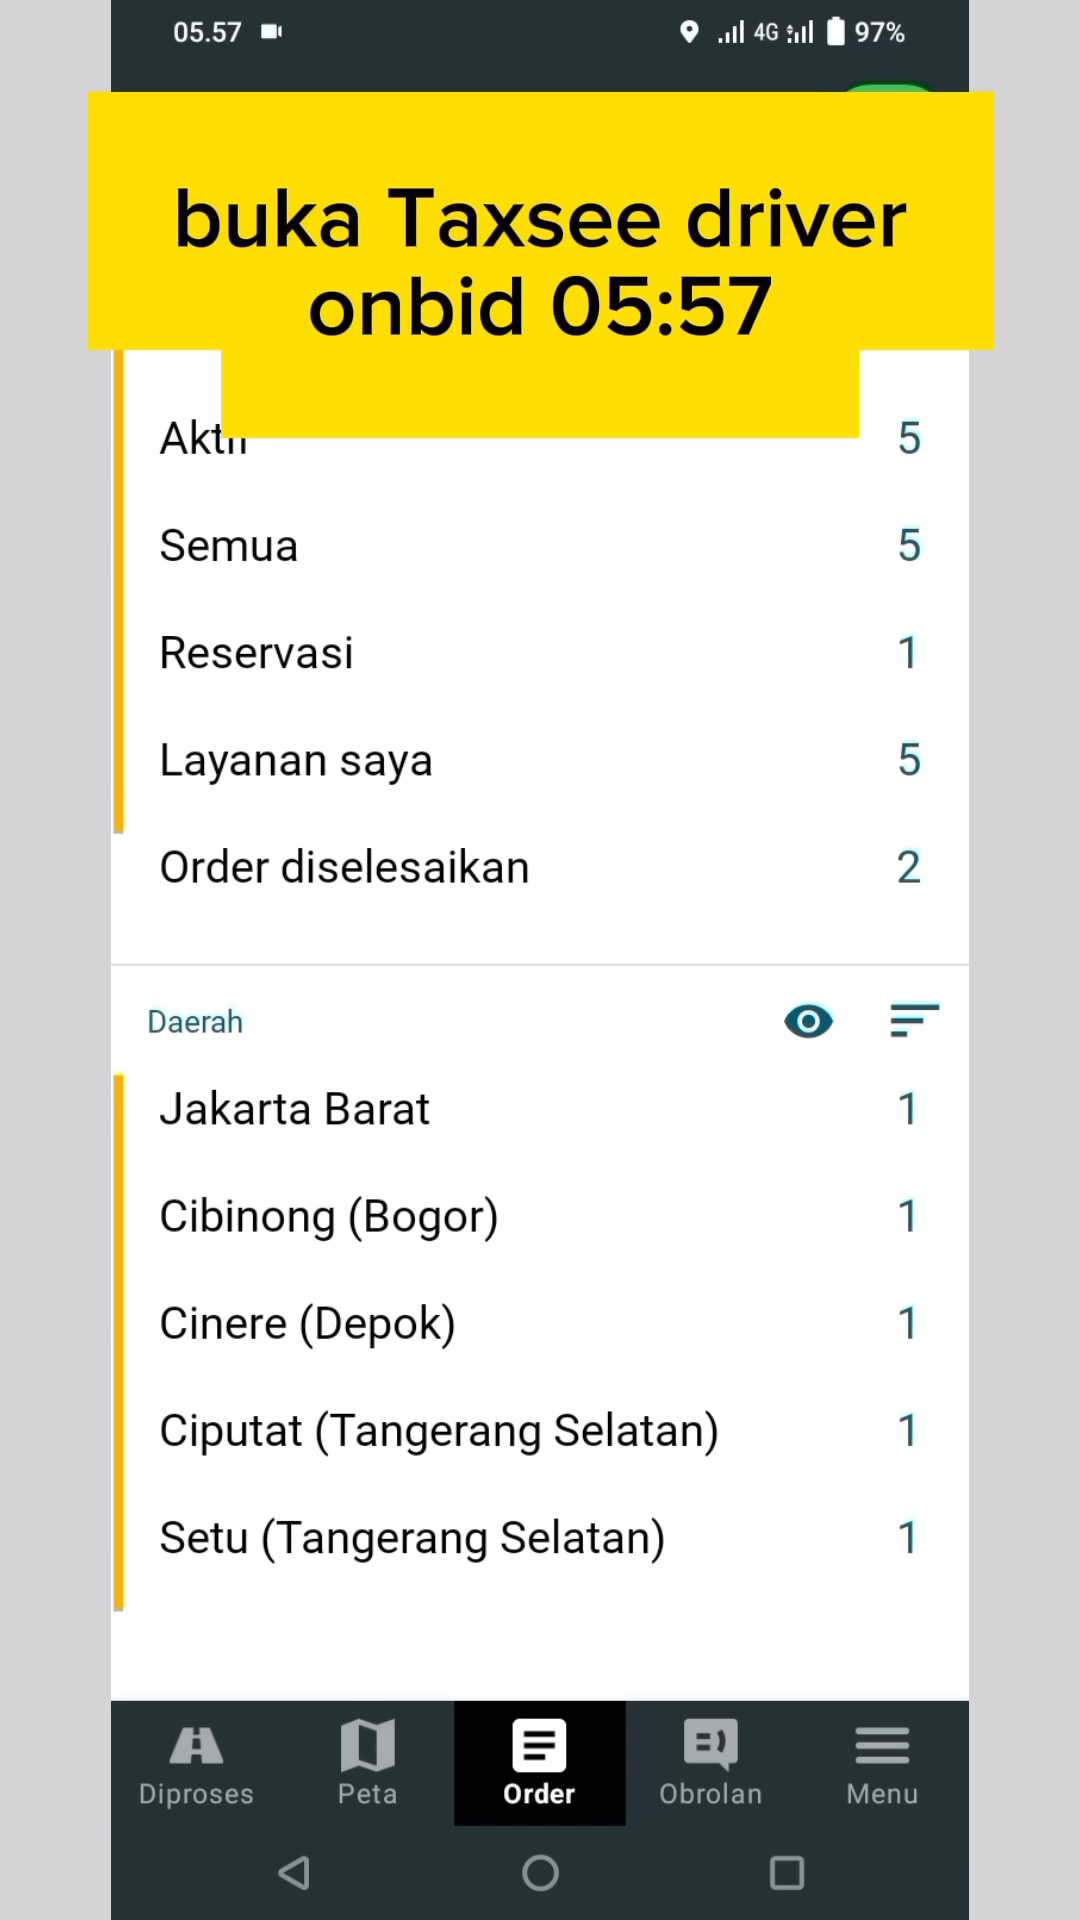 05.57 4G 97%
buka Taxsee driver
onbid 05:57
Aktif 5
Semua 5
Reservasi 1
Layanan saya 5
Order diselesaikan 2
Daerah
Jakarta Barat 1
Cibinong (Bogor) 1
Cinere (Depok) 1
Ciputat (Tangerang Selatan) 1
Setu (Tangerang Selatan) 1
Diproses Peta Order Obrolan Menu